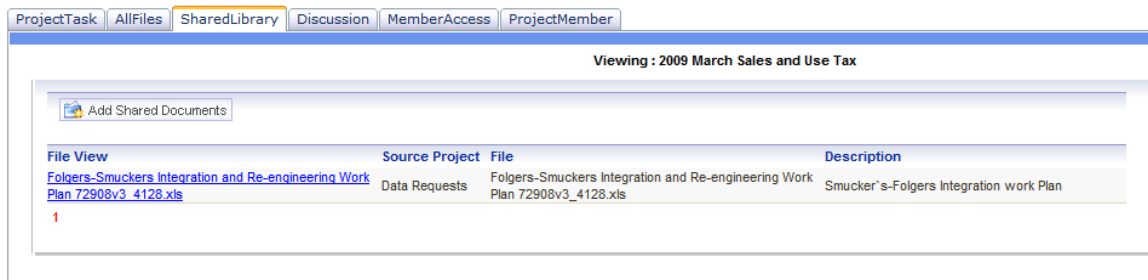 ProjectTask AllFiles SharedLibrary Discussion MemberAccess ProjectMember
Viewing : 2009 March Sales and Use Tax
Add Shared Documents
File View Source Project File Description
Folgers-Smuckers Integration and Re-engineering Work
Plan 72908v3_4128.xls
Data Requests
Folgers-Smuckers Integration and Re-engineering Work
Plan 72908v3_4128.xls
Smucker`s-Folgers Integration work Plan
1